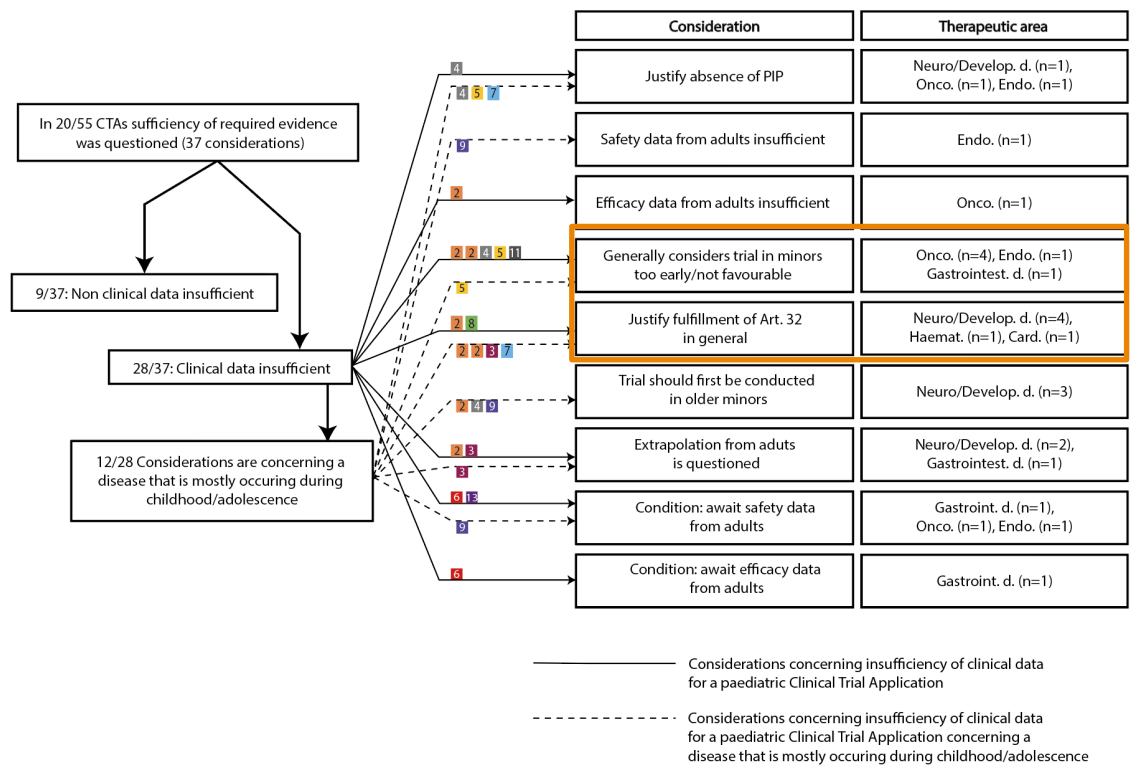 Consideration
Therapeutic area
In 20/55 CTAs sufficiency of required evidence
was questioned (37 considerations)
9/37: Non clinical data insufficient
28/37: Clinical data insufficient
12/28 Considerations are concerning a
disease that is mostly occuring during
childhood/adolescence
4
4 5 7
Justify absence of PIP
Neuro/Develop. d. (n=1),
Onco. (n=1), Endo. (n=1)
9
Safety data from adults insufficient
Endo. (n=1)
2
Efficacy data from adults insufficient
Onco. (n=1)
2 2 4 5 11
5
Generally considers trial in minors
too early/not favourable
Onco. (n=4), Endo. (n=1)
Gastrointest. d. (n=1)
2 8
2 2 3 7
Justify fulfillment of Art. 32
in general
Neuro/Develop. d. (n=4),
Haemat. (n=1), Card. (n=1)
2 4 9
Trial should first be conducted
in older minors
Neuro/Develop. d. (n=3)
2 3
3
Extrapolation from aduts
is questioned
Neuro/Develop. d. (n=2),
Gastrointest. d. (n=1)
6 13
9
Condition: await safety data
from adults
Gastroint. d. (n=1),
Onco. (n=1), Endo. (n=1)
6
Condition: await efficacy data
from adults
Gastroint. d. (n=1)
Considerations concerning insufficiency of clinical data
for a paediatric Clinical Trial Application
Considerations concerning insufficiency of clinical data
for a paediatric Clinical Trial Application concerning a
disease that is mostly occuring during childhood/adolescence